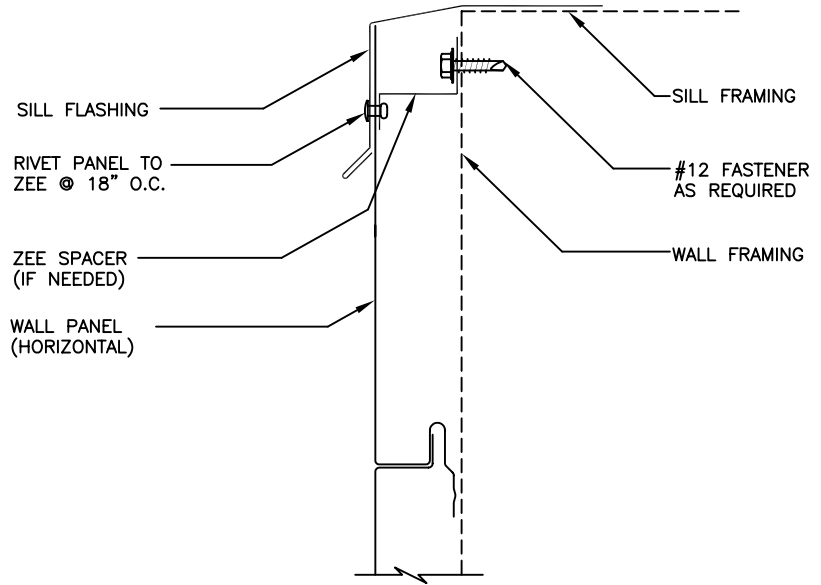 SILL FLASHING
RIVET PANEL TO
ZEE @ 18" O.C.
ZEE SPACER
(IF NEEDED)
WALL PANEL
(HORIZONTAL)
SILL FRAMING
#12 FASTENER
AS REQUIRED
WALL FRAMING